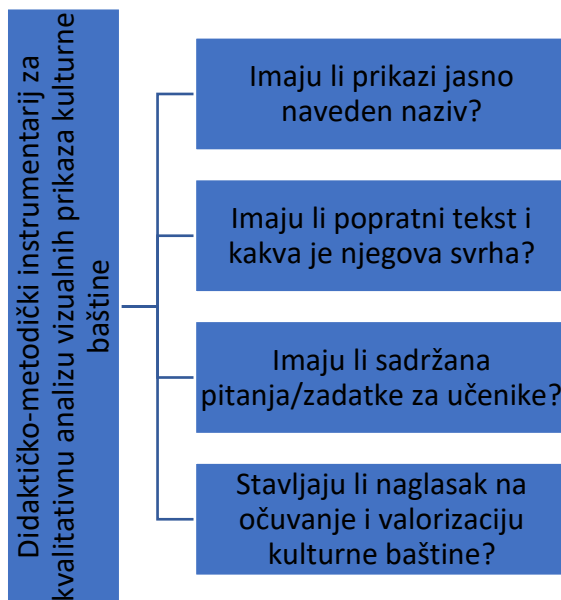 Didaktičko-metodički instrumentarij za
kvalitativnu analizu vizualnih prikaza kulturne
baštine
Imaju li prikazi jasno
naveden naziv?
Imaju li popratni tekst i
kakva je njegova svrha?
Imaju li sadržana
pitanja/zadatke za učenike?
Stavljaju li naglasak na
očuvanje i valorizaciju
kulturne baštine?